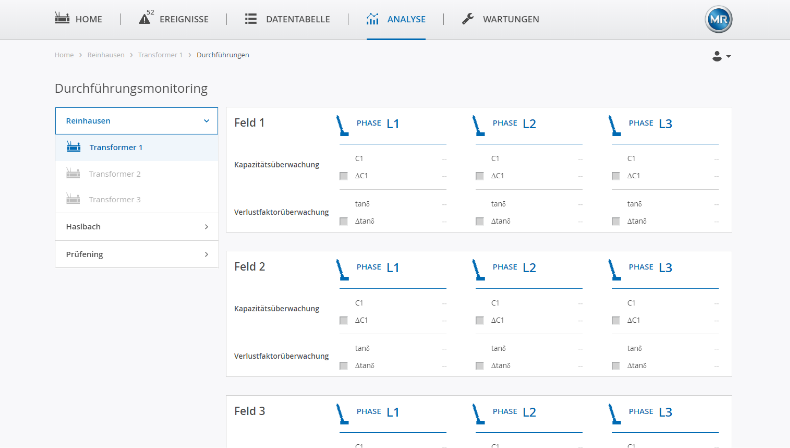 HOME 52 EREIGNISSE DATENTABELLE ANALYSE WARTUNGEN MR
Home > Reinhausen > Transformer 1 > Durchführungen
Durchführungsmonitoring
Reinhausen
Transformer 1
Transformer 2
Transformer 3
Haslbach
Prüfening
Feld 1 PHASE L1 PHASE L2 PHASE L3
Kapazitätsüberwachung
C1 -- C1 -- C1 --
ΔC1 -- ΔC1 -- ΔC1 --
Verlustfaktorüberwachung
tanδ -- tanδ -- tanδ --
Δtanδ -- Δtanδ -- Δtanδ --
Feld 2 PHASE L1 PHASE L2 PHASE L3
Kapazitätsüberwachung
C1 -- C1 -- C1 --
ΔC1 -- ΔC1 -- ΔC1 --
Verlustfaktorüberwachung
tanδ -- tanδ -- tanδ --
Δtanδ -- Δtanδ -- Δtanδ --
Feld 3 PHASE L1 PHASE L2 PHASE L3
C1 -- C1 -- C1 --